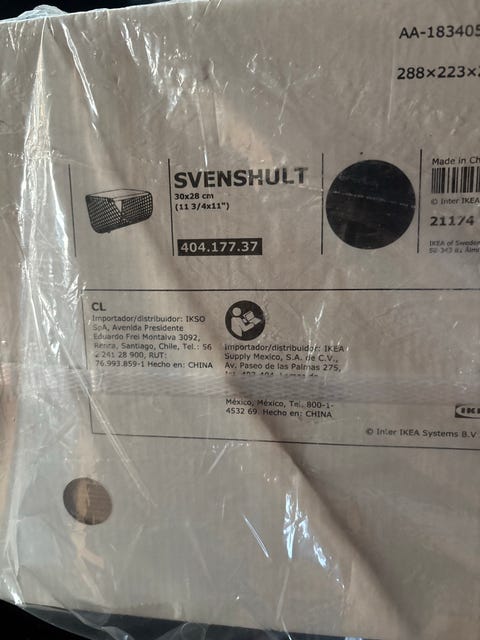 AA-183405
288×223×
SVENSHULT
30x28 cm
(11 3/4x11")
404.177.37
Made in Ch
© Inter IKEA
21174
IKEA of Sweden
CL
Importador/distribuidor: IKSO
SpA, Avenida Presidente
Eduardo Frei Montalva 3092,
Renca, Santiago, Chile, Tel.: 56
2 241 28 900, RUT:
76.993.859-1 Hecho en: CHINA
Importador/distribuidor: IKEA
Supply Mexico, S.A. de C.V.,
Av. Paseo de las Palmas 275,
México, México, Tel. 800-1-
4532 69. Hecho en: CHINA
© Inter IKEA Systems B.V